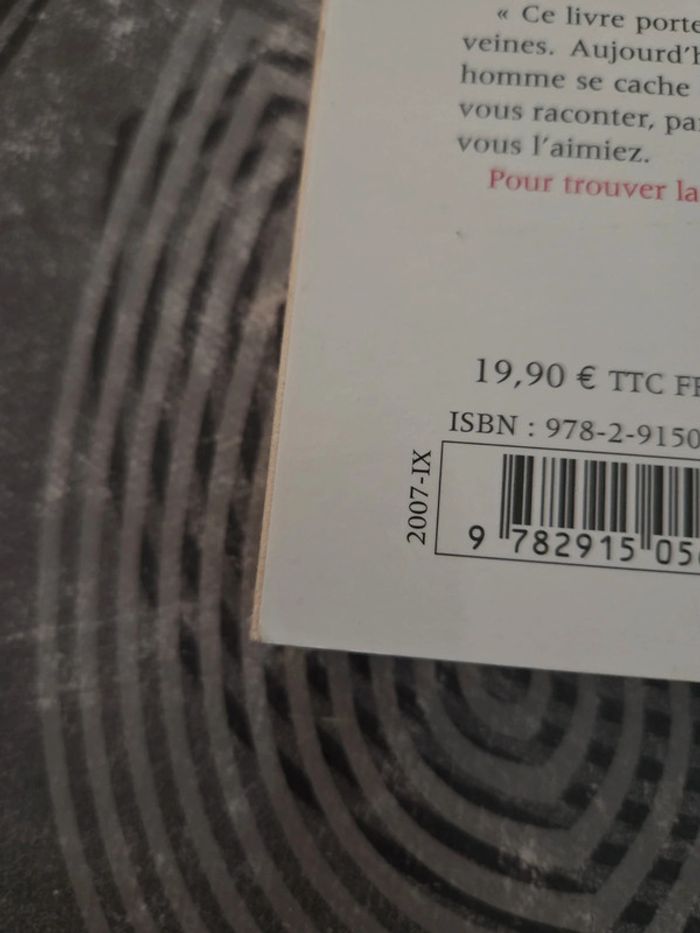 « Ce livre porte
veines. Aujourd'h
homme se cache
vous raconter, pa
vous l'aimiez.
Pour trouver la
19,90 € TTC FR
ISBN : 978-2-9150
2007-IX
9 782915 05